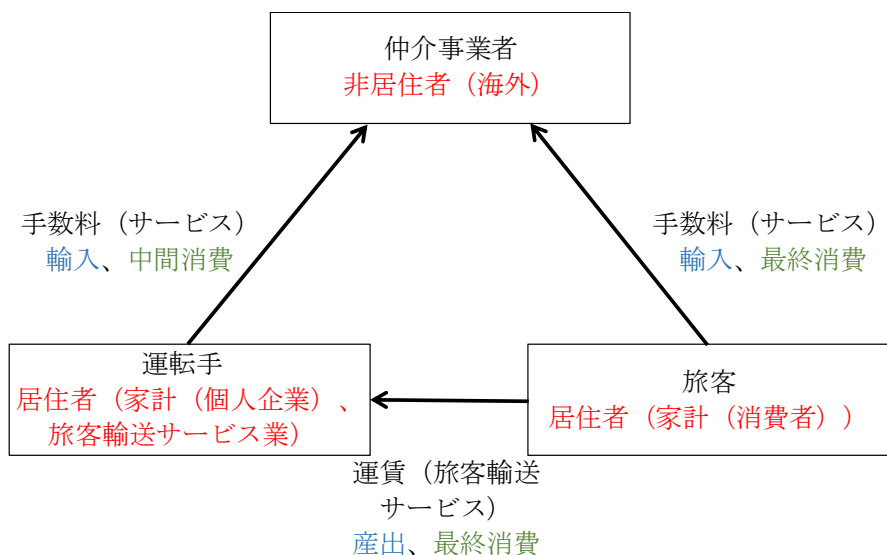 仲介事業者
非居住者（海外）
手数料（サービス）
輸入、中間消費
手数料（サービス）
輸入、最終消費
運転手
居住者（家計（個人企業）、
旅客輸送サービス業）
旅客
居住者（家計（消費者））
運賃（旅客輸送
サービス）
産出、最終消費